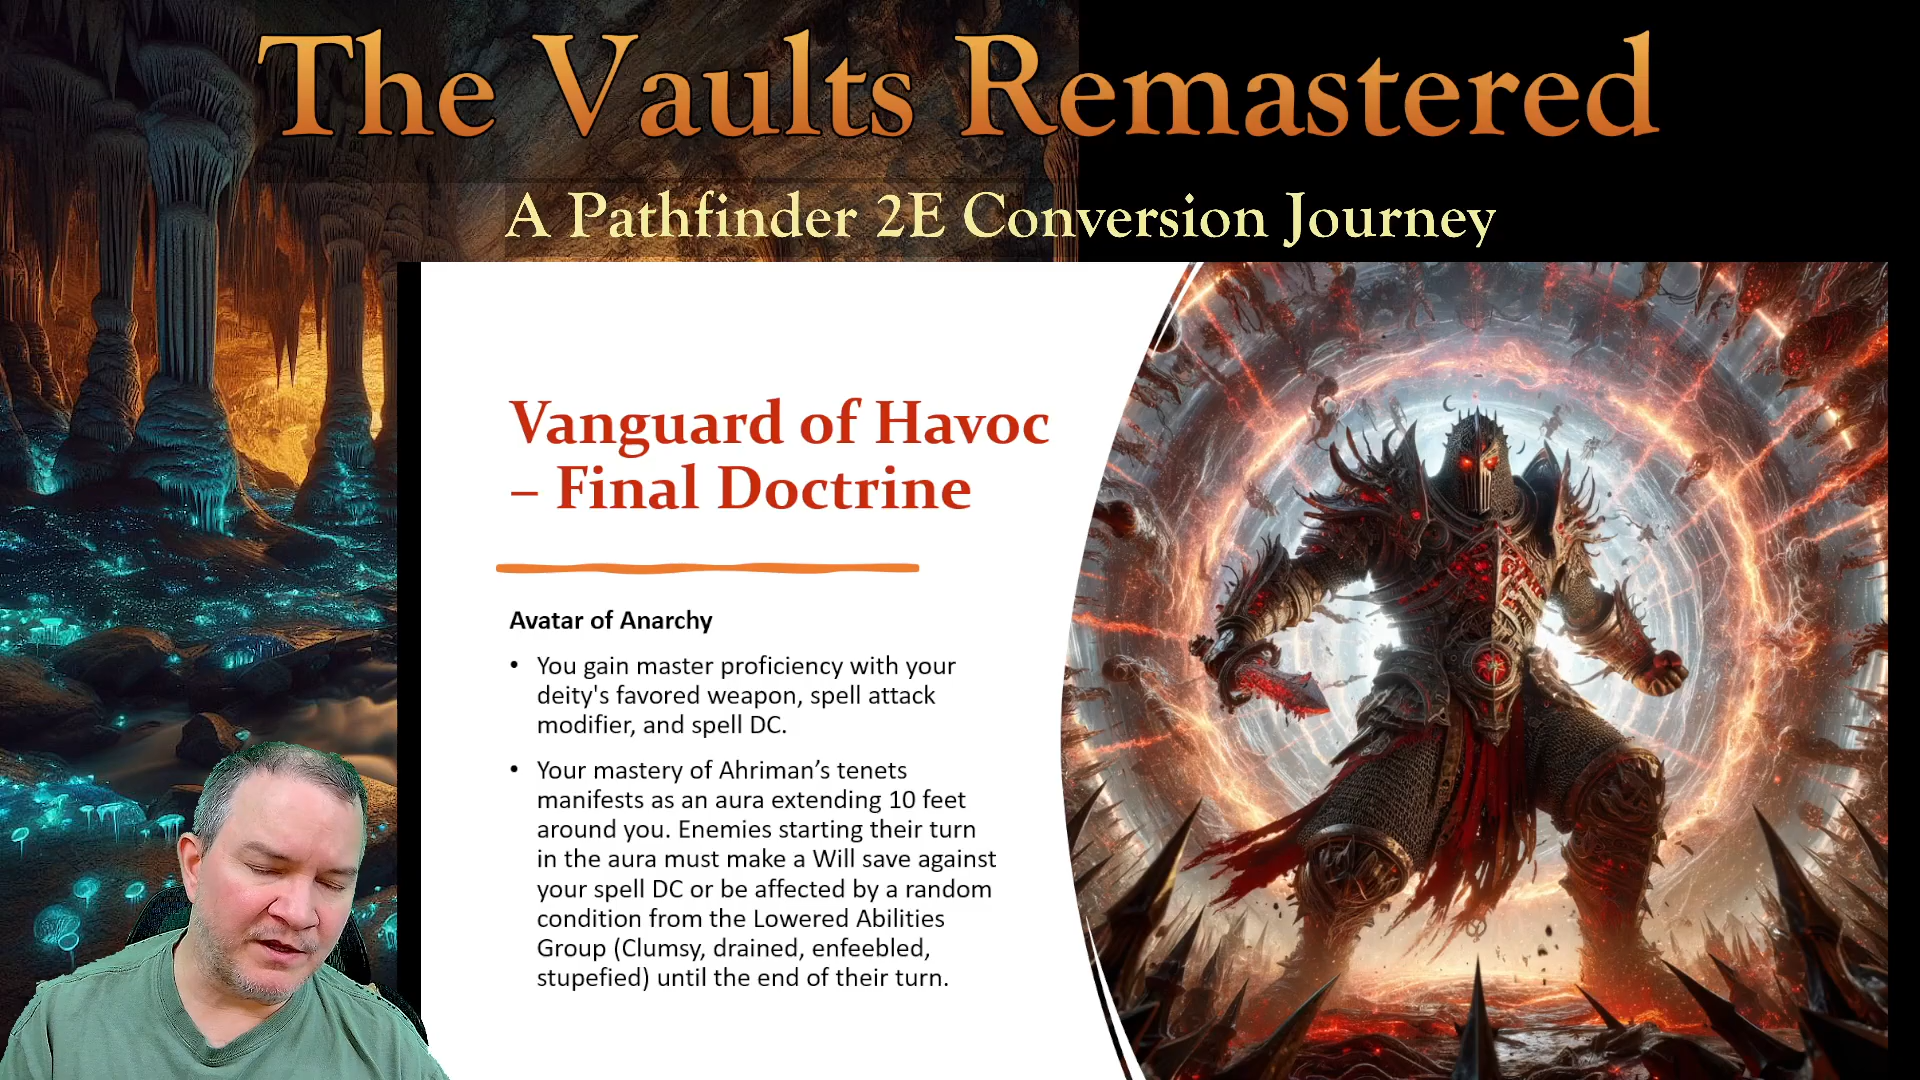 The Vaults Remastered
A Pathfinder 2E Conversion Journey
Vanguard of Havoc
– Final Doctrine
Avatar of Anarchy
• You gain master proficiency with your
deity's favored weapon, spell attack
modifier, and spell DC.
• Your mastery of Ahriman’s tenets
manifests as an aura extending 10 feet
around you. Enemies starting their turn
in the aura must make a Will save against
your spell DC or be affected by a random
condition from the Lowered Abilities
Group (Clumsy, drained, enfeebled,
stupefied) until the end of their turn.